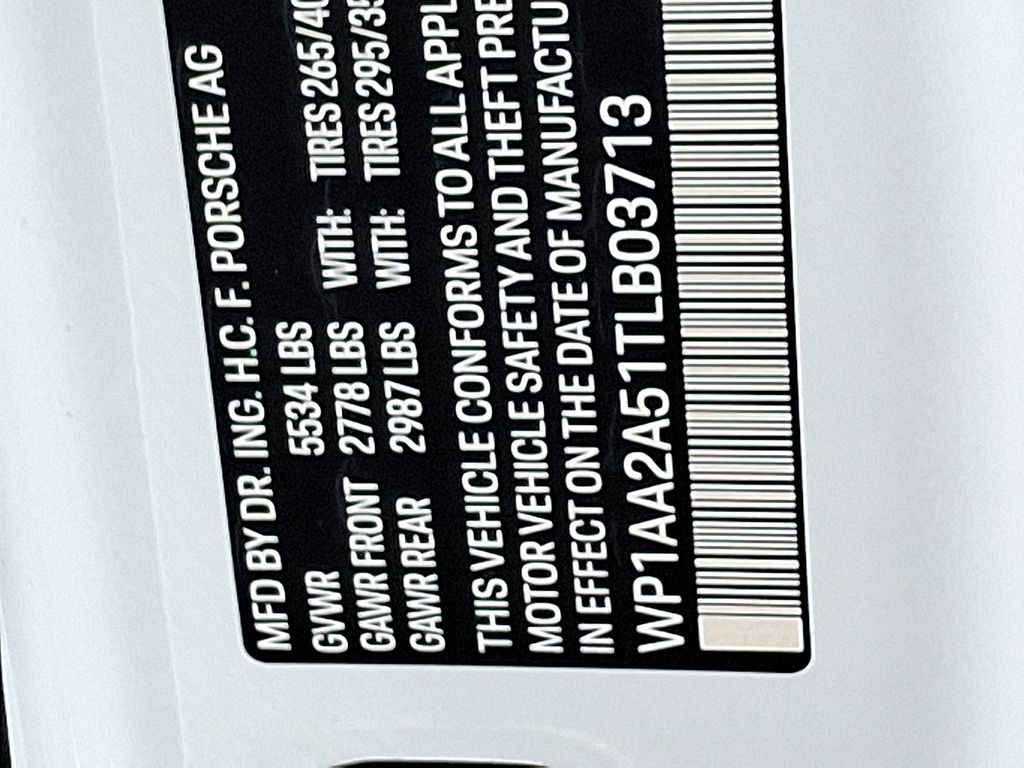 MFD BY DR. ING. H.C. F. PORSCHE AG
GVWR 5534 LBS
GAWR FRONT 2778 LBS WITH: TIRES 265/40
GAWR REAR 2987 LBS WITH: TIRES 295/35
THIS VEHICLE CONFORMS TO ALL APPL
MOTOR VEHICLE SAFETY AND THEFT PRE
IN EFFECT ON THE DATE OF MANUFACTU
WP1AA2A51TLB03713